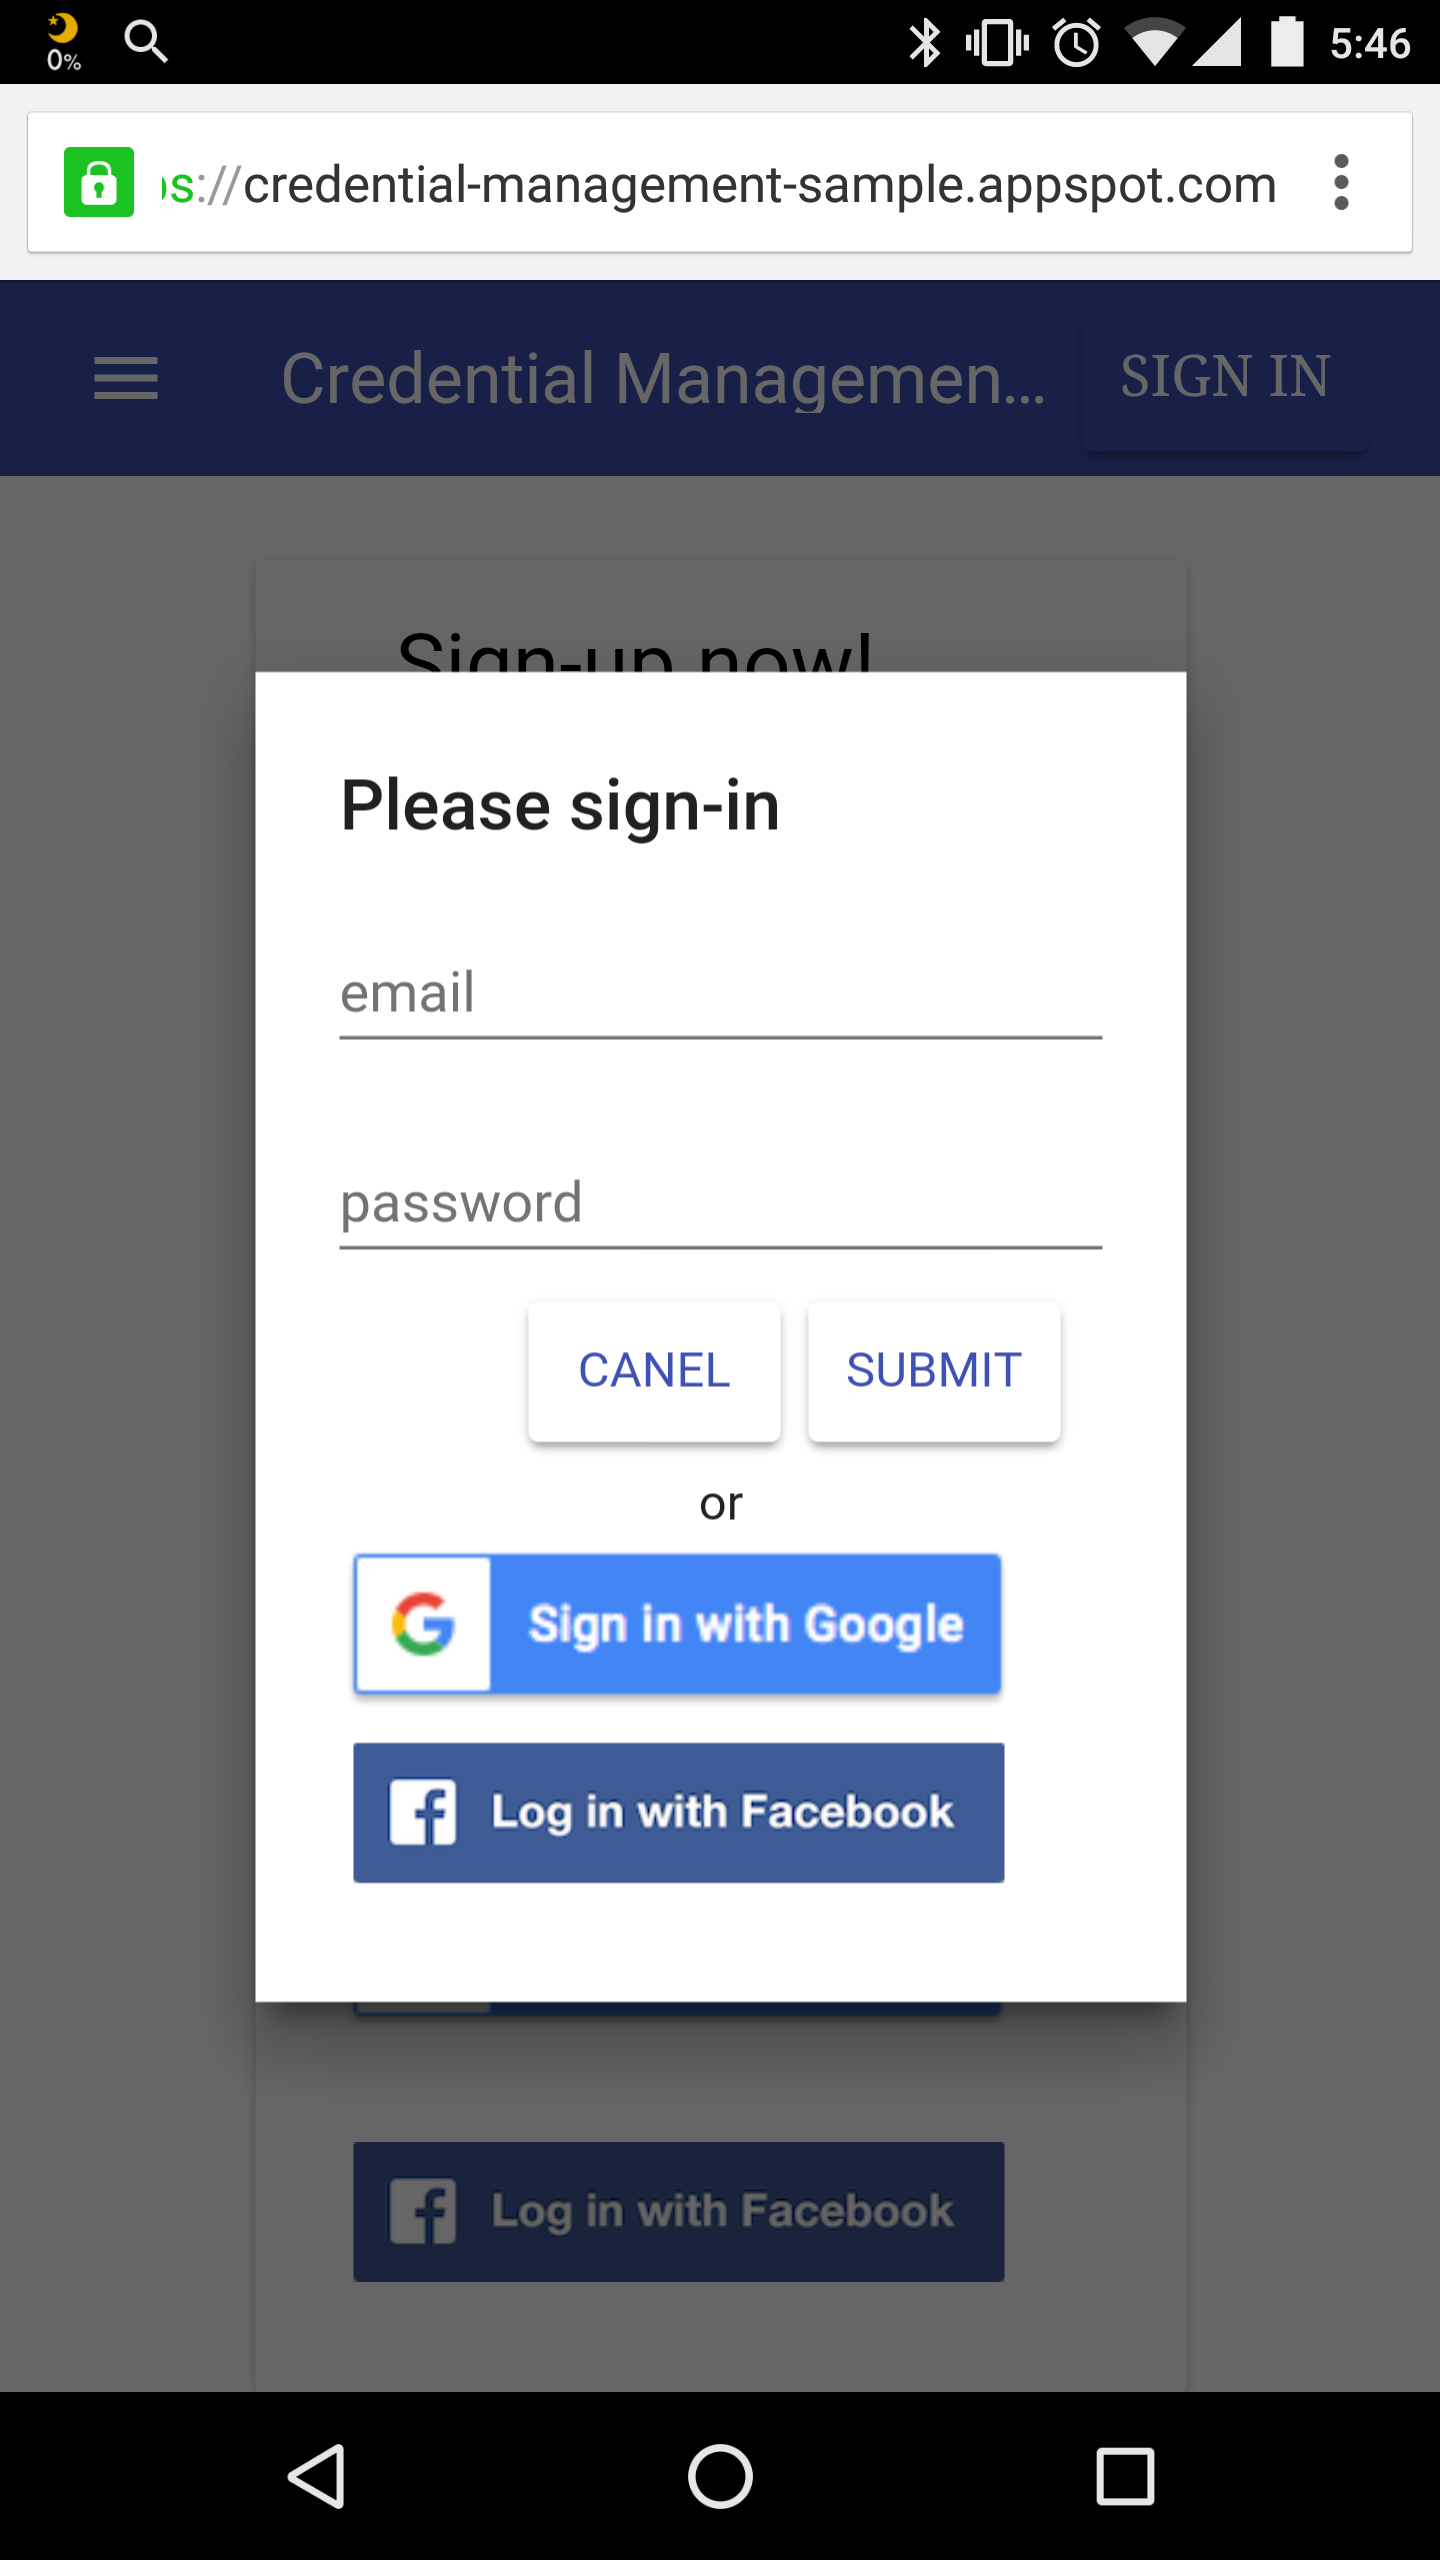 0%
5:46
s://credential-management-sample.appspot.com
Credential Managemen...
SIGN IN
Sign-up now!
Please sign-in
email
password
CANEL
SUBMIT
or
Sign in with Google
Log in with Facebook
Log in with Facebook